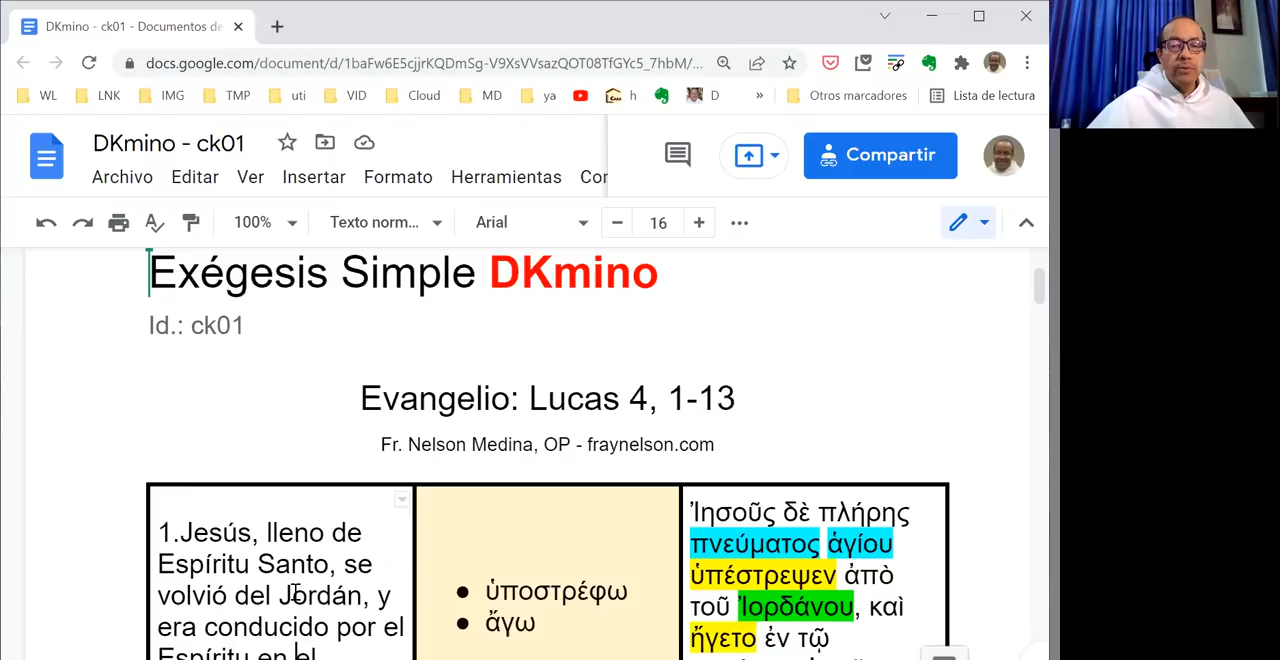 DKmino - ck01 - Documentos de
docs.google.com/document/d/1baFw6E5cjjrKQDmSg-V9XsVVsazQOT08TfGYc5_7hbM/...
WL LNK IMG TMP uti VID Cloud MD ya h D » Otros marcadores Lista de lectura
DKmino - ck01
Archivo Editar Ver Insertar Formato Herramientas Co
Compartir
100% Texto norm... Arial 16
Exégesis Simple DKmino
Id.: ck01
Evangelio: Lucas 4, 1-13
Fr. Nelson Medina, OP - fraynelson.com
1.Jesús, lleno de
Espíritu Santo, se
volvió del Jordán, y
era conducido por el
Espíritu en el
ὑποστρέφω
ἄγω
Ἰησοῦς δὲ πλήρης
πνεύματος ἁγίου
ὑπέστρεψεν ἀπὸ
τοῦ Ἰορδάνου, καὶ
ἤγετο ἐν τῷ